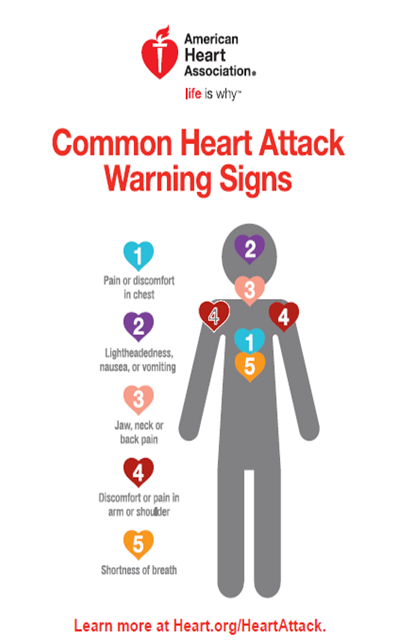 American
Heart
Association®
life is why™
Common Heart Attack
Warning Signs
1
Pain or discomfort
in chest
2
Lightheadedness,
nausea, or vomiting
3
Jaw, neck or
back pain
4
Discomfort or pain in
arm or shoulder
5
Shortness of breath
2
3
4
4
1
5
Learn more at Heart.org/HeartAttack.